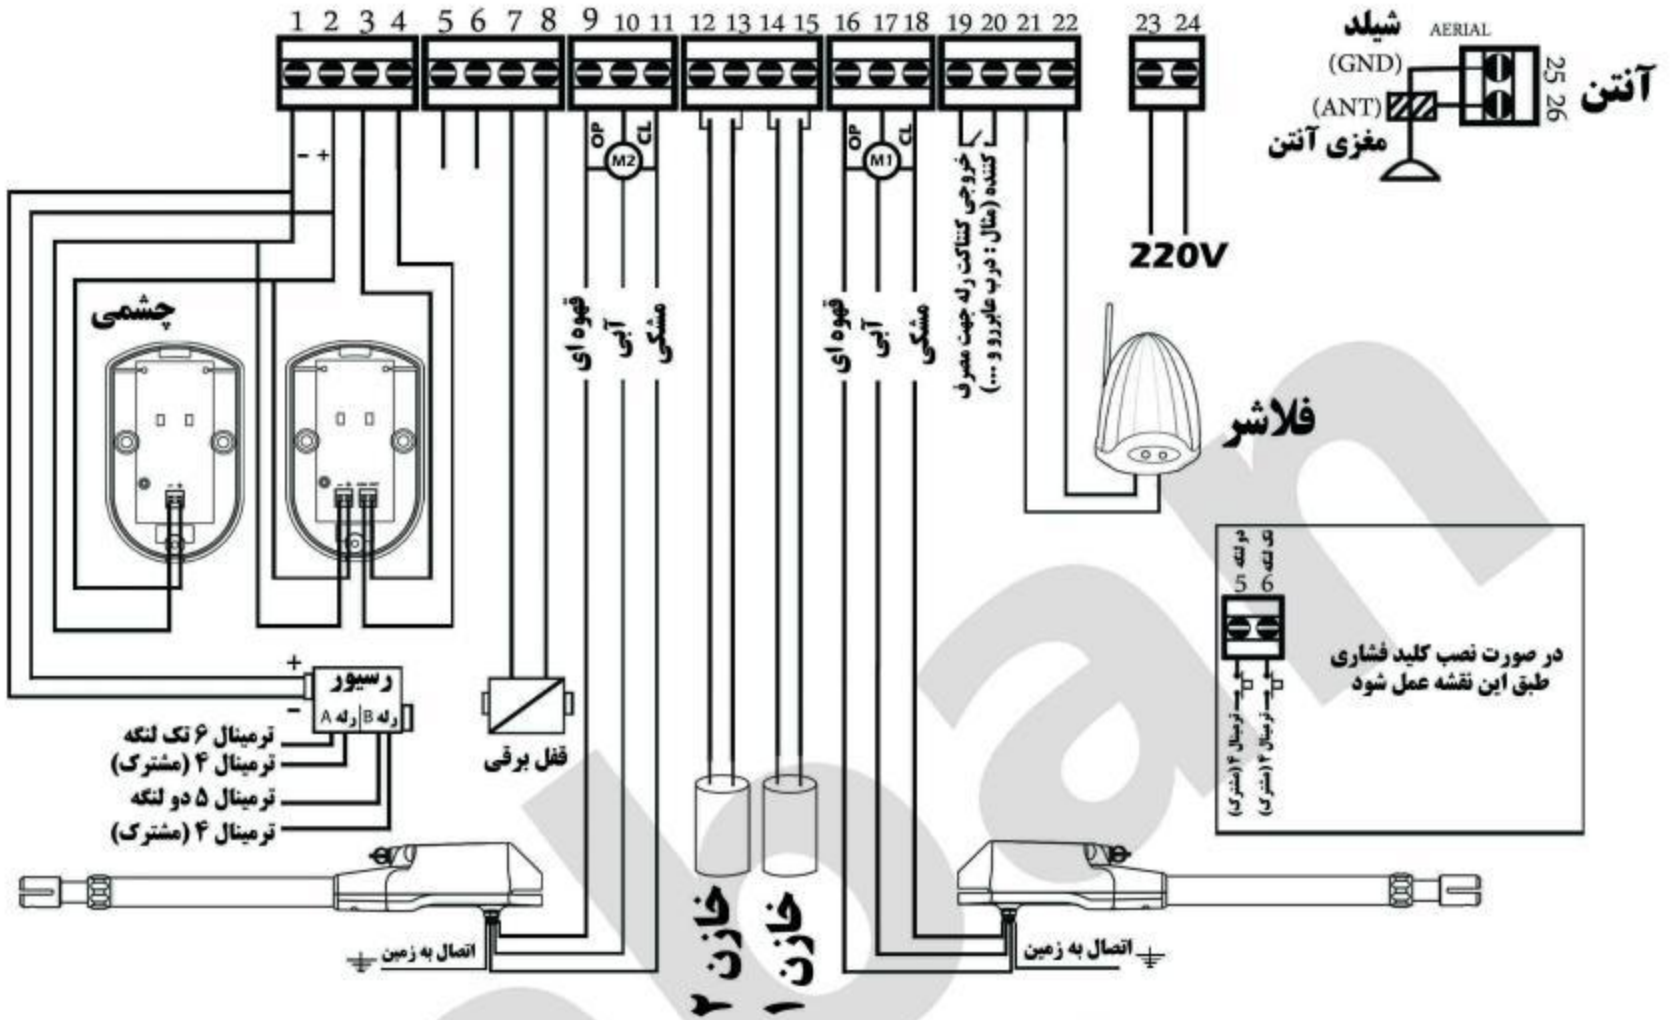 1 2 3 4 5 6 7 8 9 10 11 12 13 14 15 16 17 18 19 20 21 22 23 24
شیلد
AERIAL
(GND)
(ANT)
25 26
آنتن
مغزی آنتن
- +
OP
M2
CL
OP
M1
CL
خروجی کنتاکت رله جهت مصرف
کننده (مثال : درب عابررو و ...)
220V
چشمی
قهوه ای
آبی
مشکی
قهوه ای
آبی
مشکی
فلاشر
دو لنگه
تک لنگه
5 6
ترمینال ۴ (مشترک)
ترمینال ۴ (مشترک)
در صورت نصب کلید فشاری
طبق این نقشه عمل شود
+
-
رسیور
رله A
رله B
ترمینال ۶ تک لنگه
ترمینال ۴ (مشترک)
ترمینال ۵ دو لنگه
ترمینال ۴ (مشترک)
قفل برقی
خازن ۲
خازن ۱
اتصال به زمین
اتصال به زمین